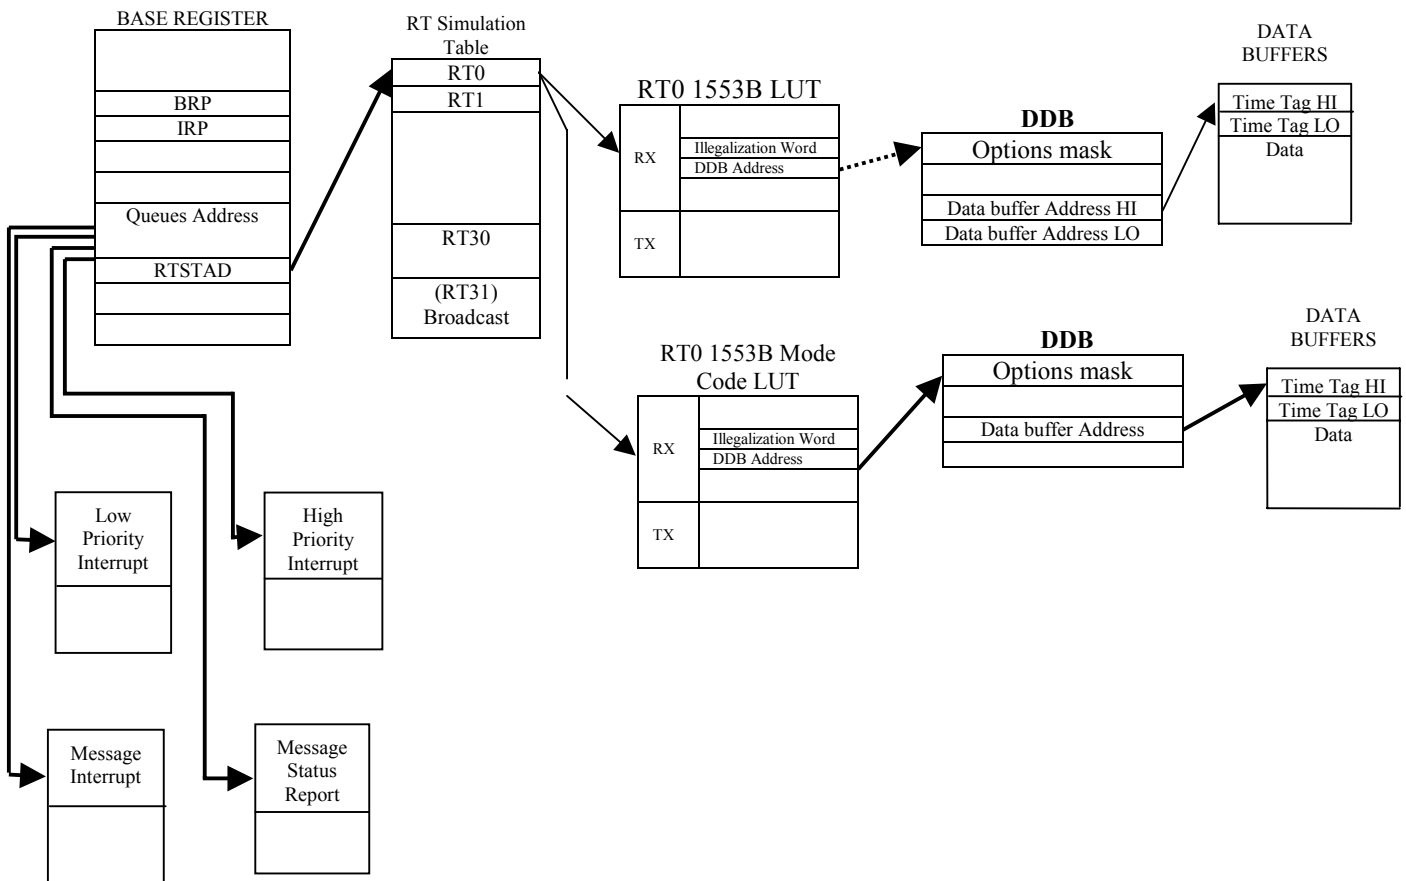 BASE REGISTER
BRP
IRP
Queues Address
RTSTAD
RT Simulation
Table
RT0
RT1
RT30
(RT31)
Broadcast
RT0 1553B LUT
RX
Illegalization Word
DDB Address
TX
DDB
Options mask
Data buffer Address HI
Data buffer Address LO
DATA
BUFFERS
Time Tag HI
Time Tag LO
Data
RT0 1553B Mode
Code LUT
RX
Illegalization Word
DDB Address
TX
DDB
Options mask
Data buffer Address
DATA
BUFFERS
Time Tag HI
Time Tag LO
Data
Low
Priority
Interrupt
High
Priority
Interrupt
Message
Interrupt
Message
Status
Report